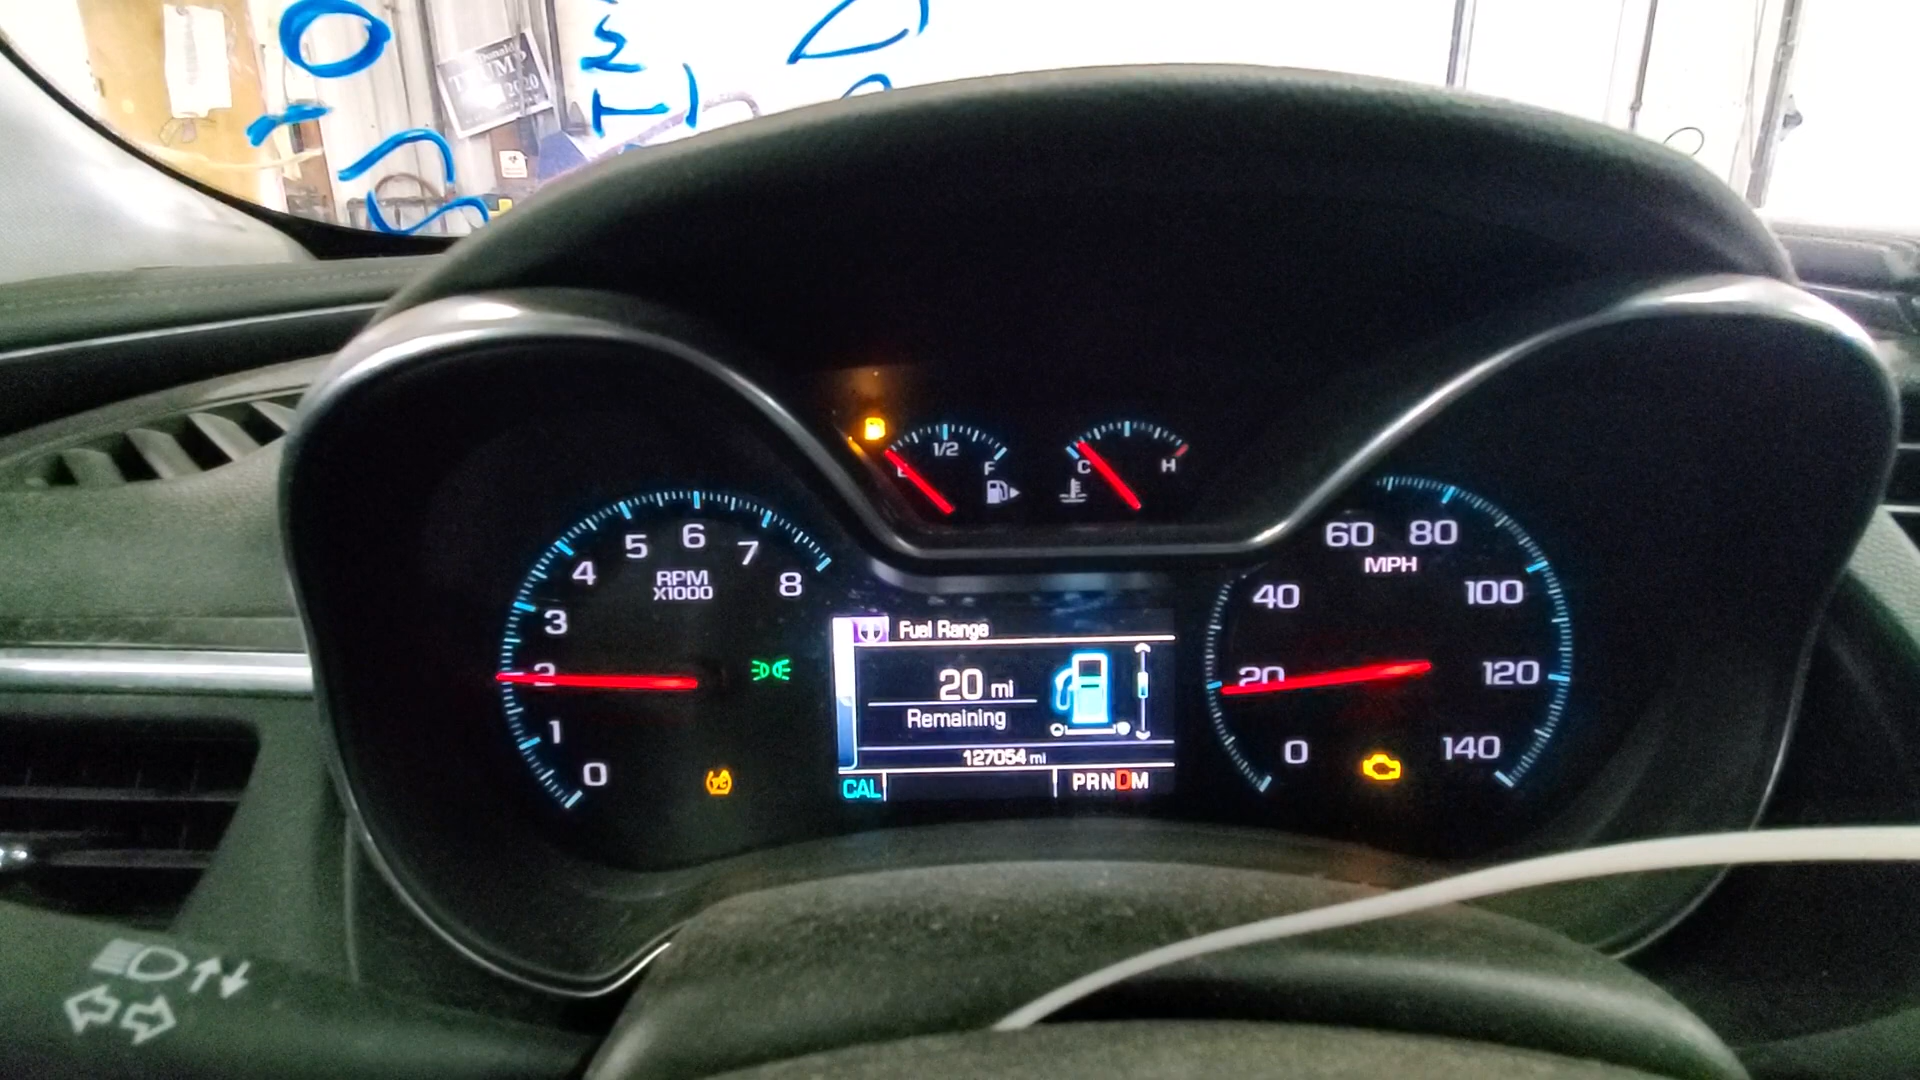 Donald
TRUMP
2020
1/2
E
F
C
H
0
1
2
3
4
5
6
7
8
RPM
X1000
Fuel Range
20 mi
Remaining
127054 mi
CAL
PRNDM
0
20
40
60
80
100
120
140
MPH